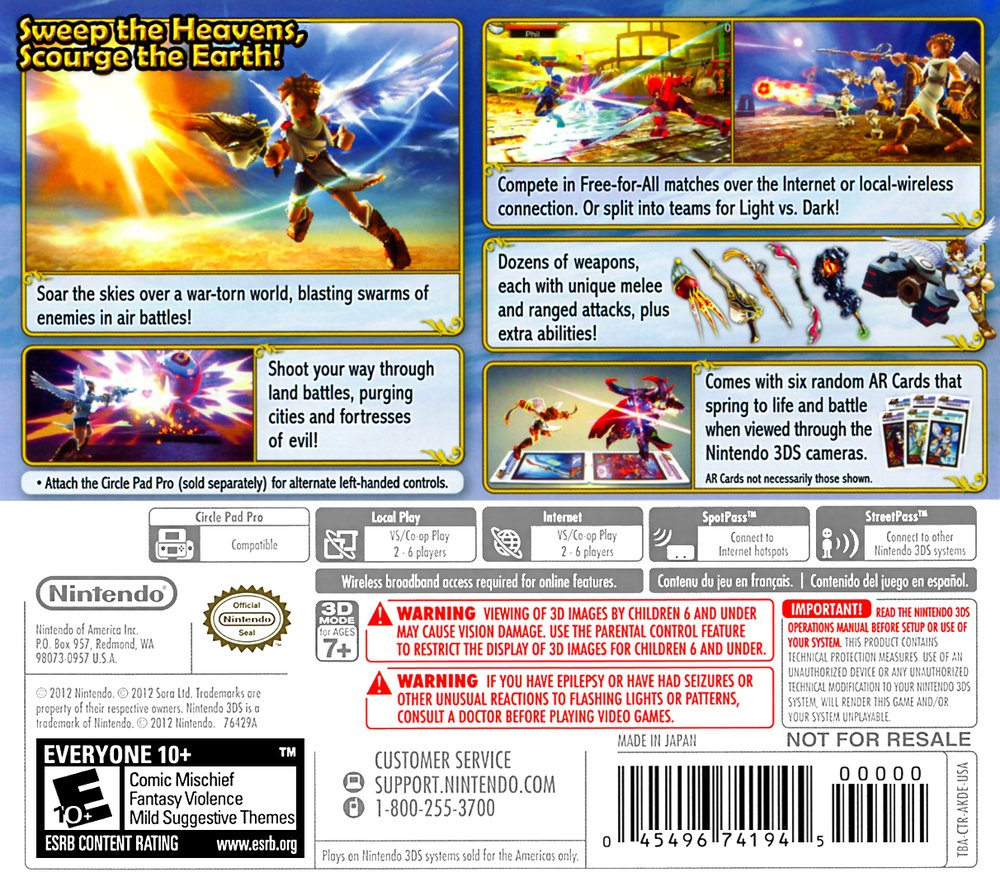 Sweep the Heavens,
Scourge the Earth!
Soar the skies over a war-torn world, blasting swarms of
enemies in air battles!
Shoot your way through
land battles, purging
cities and fortresses
of evil!
• Attach the Circle Pad Pro (sold separately) for alternate left-handed controls.
Phil
Compete in Free-for-All matches over the Internet or local-wireless
connection. Or split into teams for Light vs. Dark!
Dozens of weapons,
each with unique melee
and ranged attacks, plus
extra abilities!
Comes with six random AR Cards that
spring to life and battle
when viewed through the
Nintendo 3DS cameras.
AR Cards not necessarily those shown.
Circle Pad Pro
Compatible
Local Play
VS/Co-op Play
2 - 6 players
Internet
VS/Co-op Play
2 - 6 players
SpotPass™
Connect to
Internet hotspots
StreetPass™
Connect to other
Nintendo 3DS systems
Wireless broadband access required for online features.
Contenu du jeu en français. | Contenido del juego en español.
Nintendo®
Official
Nintendo
Seal
Nintendo of America Inc.
P.O. Box 957, Redmond, WA
98073-0957 U.S.A.
© 2012 Nintendo. © 2012 Sora Ltd. Trademarks are
property of their respective owners. Nintendo 3DS is a
trademark of Nintendo. © 2012 Nintendo. 76429A
3D
MODE
for AGES
7+
WARNING VIEWING OF 3D IMAGES BY CHILDREN 6 AND UNDER
MAY CAUSE VISION DAMAGE. USE THE PARENTAL CONTROL FEATURE
TO RESTRICT THE DISPLAY OF 3D IMAGES FOR CHILDREN 6 AND UNDER.
WARNING IF YOU HAVE EPILEPSY OR HAVE HAD SEIZURES OR
OTHER UNUSUAL REACTIONS TO FLASHING LIGHTS OR PATTERNS,
CONSULT A DOCTOR BEFORE PLAYING VIDEO GAMES.
IMPORTANT! READ THE NINTENDO 3DS
OPERATIONS MANUAL BEFORE SETUP OR USE OF
YOUR SYSTEM. THIS PRODUCT CONTAINS
TECHNICAL PROTECTION MEASURES. USE OF AN
UNAUTHORIZED DEVICE OR ANY UNAUTHORIZED
TECHNICAL MODIFICATION TO YOUR NINTENDO 3DS
SYSTEM, WILL RENDER THIS GAME AND/OR
YOUR SYSTEM UNPLAYABLE.
EVERYONE 10+ ™
E
10+
Comic Mischief
Fantasy Violence
Mild Suggestive Themes
ESRB CONTENT RATING www.esrb.org
CUSTOMER SERVICE
SUPPORT.NINTENDO.COM
1-800-255-3700
Plays on Nintendo 3DS systems sold for the Americas only.
MADE IN JAPAN
NOT FOR RESALE
0 45496 74194 5
00000
TBA-CTR-AKDE-USA